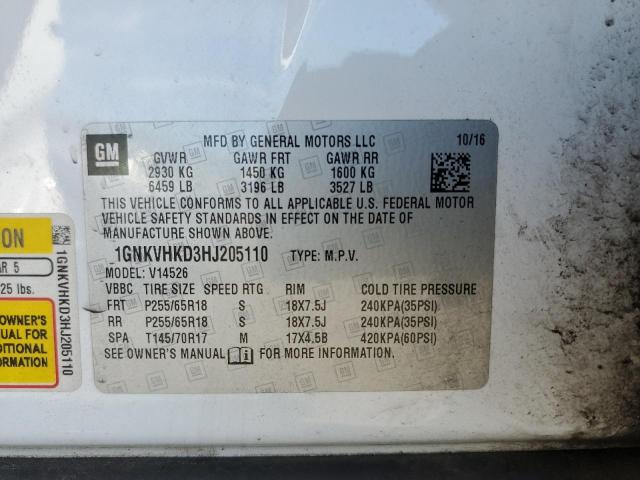 GM
MFD BY GENERAL MOTORS LLC 10/16
GVWR GAWR FRT GAWR RR
2930 KG 1450 KG 1600 KG
6459 LB 3196 LB 3527 LB
THIS VEHICLE CONFORMS TO ALL APPLICABLE U.S. FEDERAL MOTOR
VEHICLE SAFETY STANDARDS IN EFFECT ON THE DATE OF
MANUFACTURE SHOWN ABOVE.
1GNKVHKD3HJ205110 TYPE: M.P.V.
MODEL: V14526
VBBC TIRE SIZE SPEED RTG RIM COLD TIRE PRESSURE
FRT P255/65R18 S 18X7.5J 240KPA(35PSI)
RR P255/65R18 S 18X7.5J 240KPA(35PSI)
SPA T145/70R17 M 17X4.5B 420KPA(60PSI)
SEE OWNER'S MANUAL FOR MORE INFORMATION
ON
AR 5
25 lbs.
OWNER'S
UAL FOR
DITIONAL
ORMATION
1GNKVHKD3HJ205110